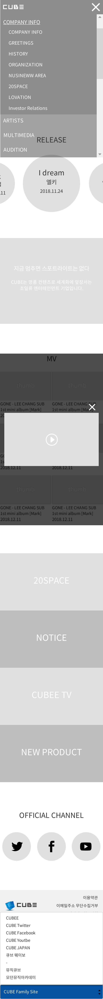 CUBE
COMPANY INFO
COMPANY INFO
GREETINGS
HISTORY
ORGANIZATION
NUSINEWW AREA
20SPACE
LOVATION
Investor Relations
ARTISTS
MULTIMEDIA
RELEASE
AUDITION
I dream
엘키
2018.11.24
.11
지금 멈추면 스포트라이트는 없다
CUBE는 명품 컨텐츠로 세계화에 앞장서는
초일류 엔터테인먼트 기업입니다.
MV
thumb thumb
GONE - LEE CHANG SUB GONE - LEE CHANG SUB
1st mini album [Mark] 1st mini album [Mark]
2018.12.11 2018.12.11
thumb thumb
GONE - LEE CHANG SUB GONE - LEE CHANG SUB
1st mini album [Mark] 1st mini album [Mark]
2018.12.11 2018.12.11
20SPACE
NOTICE
CUBEE TV
NEW PRODUCT
OFFICIAL CHANNEL
이용약관
CUBE
이메일주소 무단수집거부
CUBEE
CUBE Twitter
CUBE Facebook
CUBE Youtbe
CUBE JAPAN
큐브 웨이보
-
뮤직큐브
모던뮤직아카데미
CUBE Family Site